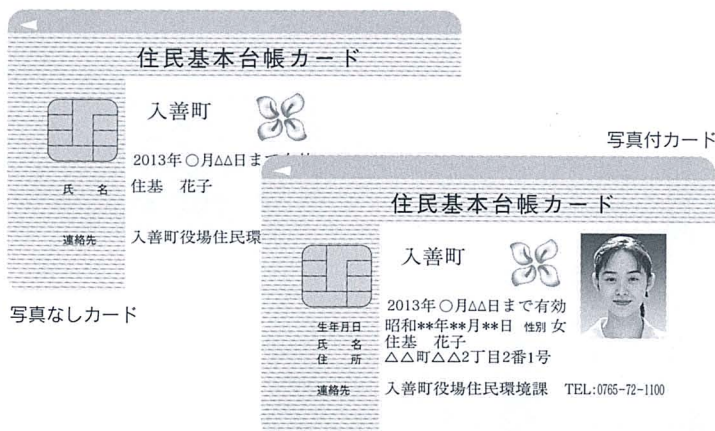 住民基本台帳カード
入善町
2013年○月△△日ま
氏 名 住基 花子
連絡先 入善町役場住民環
写真なしカード
写真付カード
住民基本台帳カード
入善町
2013年○月△△日まで有効
生年月日 昭和**年**月**日 性別 女
氏 名 住基 花子
住 所 △△町△△2丁目2番1号
連絡先 入善町役場住民環境課 TEL:0765-72-1100